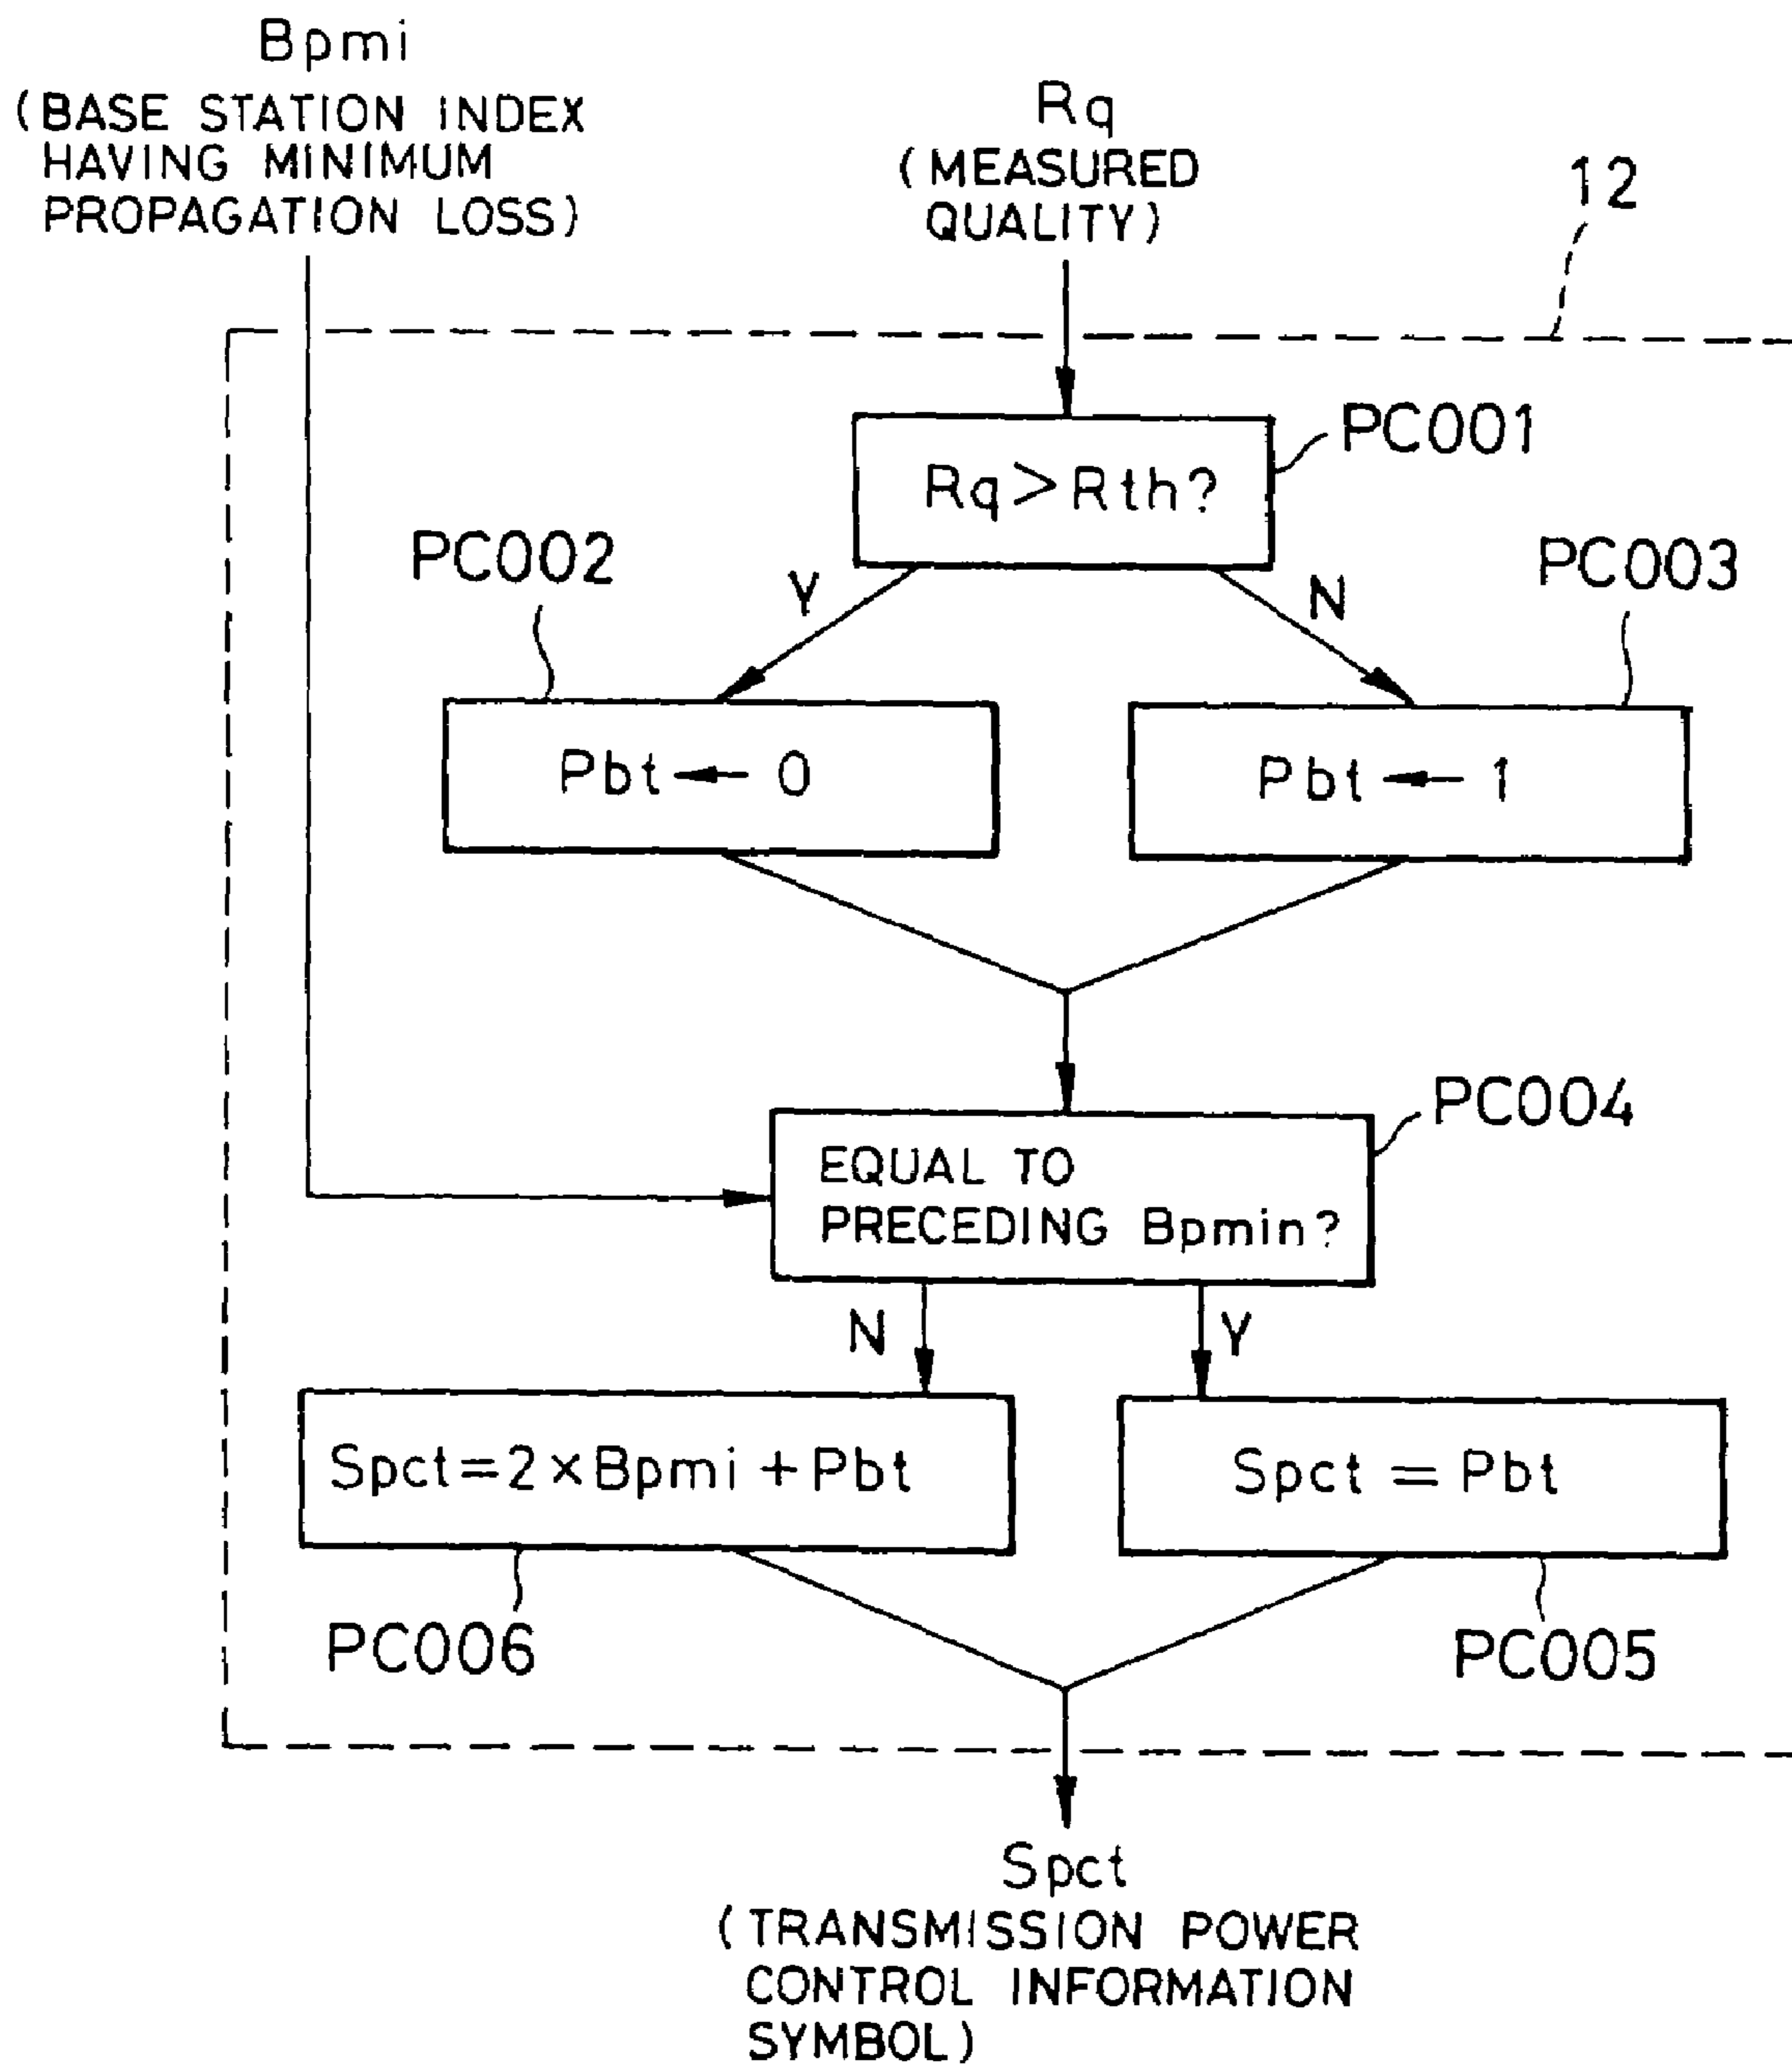 Bpmi
(BASE STATION INDEX
HAVING MINIMUM
PROPAGATION LOSS)
Rq
(MEASURED
QUALITY)
12
PC001
Rq>Rth?
PC002
Y
N
PC003
Pbt ← 0
Pbt ← 1
PC004
EQUAL TO
PRECEDING Bpmin?
N
Y
Spct=2×Bpmi+Pbt
Spct = Pbt
PC006
PC005
Spct
(TRANSMISSION POWER
CONTROL INFORMATION
SYMBOL)